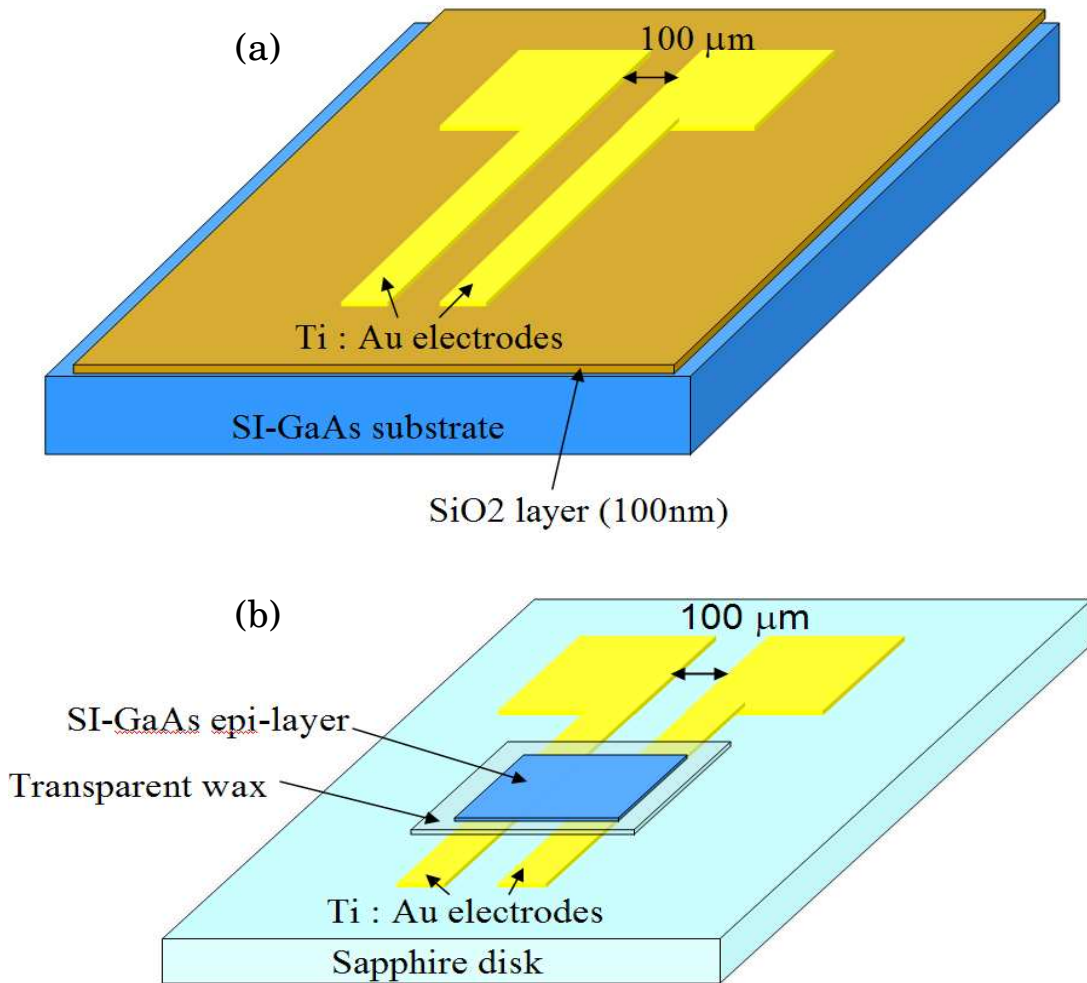 (a)
100 μm
Ti : Au electrodes
SI-GaAs substrate
SiO2 layer (100nm)
(b)
100 μm
SI-GaAs epi-layer
Transparent wax
Ti : Au electrodes
Sapphire disk